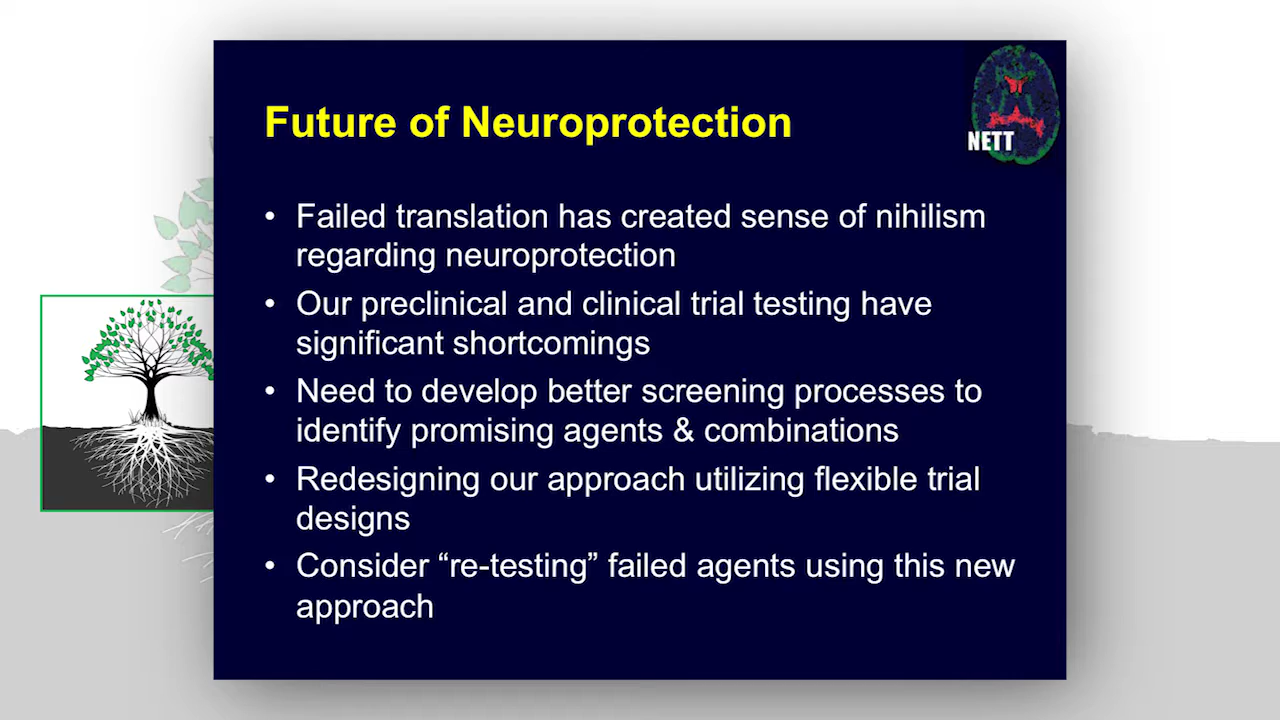 NETT
Future of Neuroprotection
• Failed translation has created sense of nihilism
regarding neuroprotection
• Our preclinical and clinical trial testing have
significant shortcomings
• Need to develop better screening processes to
identify promising agents & combinations
• Redesigning our approach utilizing flexible trial
designs
• Consider “re-testing” failed agents using this new
approach